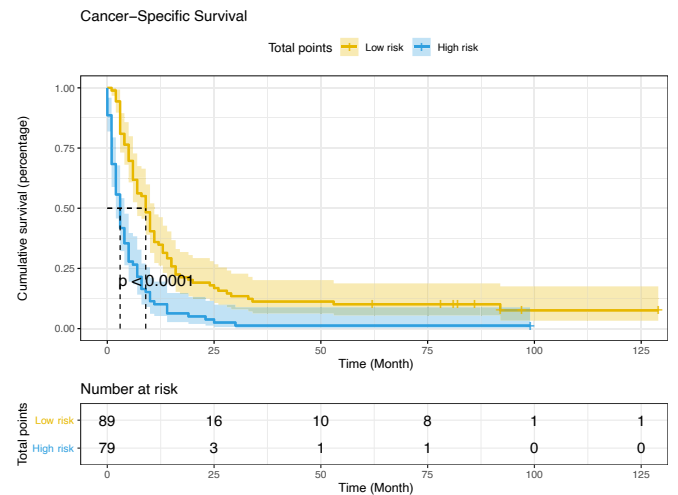 Cancer–Specific Survival
Total points Low risk High risk
Cumulative survival (percentage)
1.00
0.75
0.50
0.25
0.00
p < 0.0001
0 25 50 75 100 125
Time (Month)
Number at risk
Total points
Low risk 89 16 10 8 1 1
High risk 79 3 1 1 0 0
0 25 50 75 100 125
Time (Month)